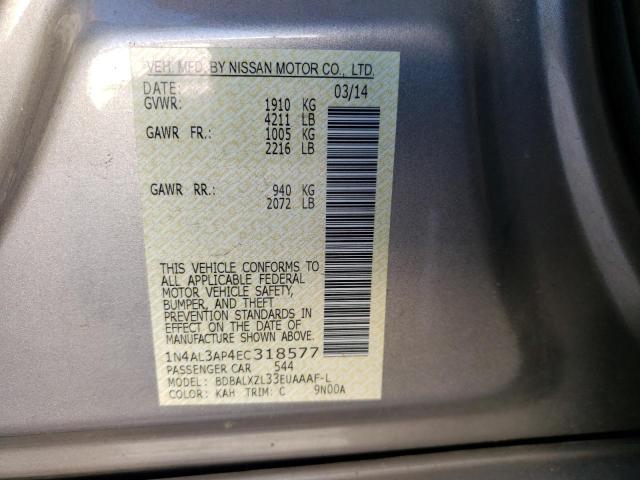 VEH. MFD. BY NISSAN MOTOR CO., LTD.
DATE: 03/14
GVWR: 1910 KG
4211 LB
GAWR FR.: 1005 KG
2216 LB
GAWR RR.: 940 KG
2072 LB
THIS VEHICLE CONFORMS TO
ALL APPLICABLE FEDERAL
MOTOR VEHICLE SAFETY,
BUMPER, AND THEFT
PREVENTION STANDARDS IN
EFFECT ON THE DATE OF
MANUFACTURE SHOWN ABOVE.
1N4AL3AP4EC318577
PASSENGER CAR 544
MODEL: BDBALXZL33EUAAAF-L
COLOR: KAH TRIM: C 9N00A